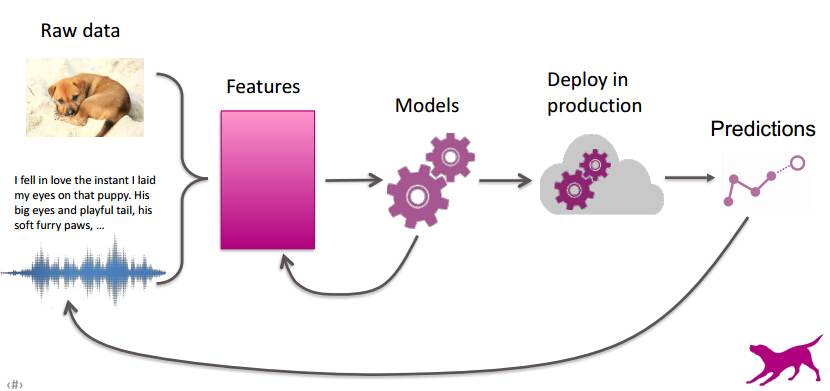 Raw data
Features
Models
Deploy in
production
Predictions
I fell in love the instant I laid
my eyes on that puppy. His
big eyes and playful tail, his
soft furry paws, …
‹#›